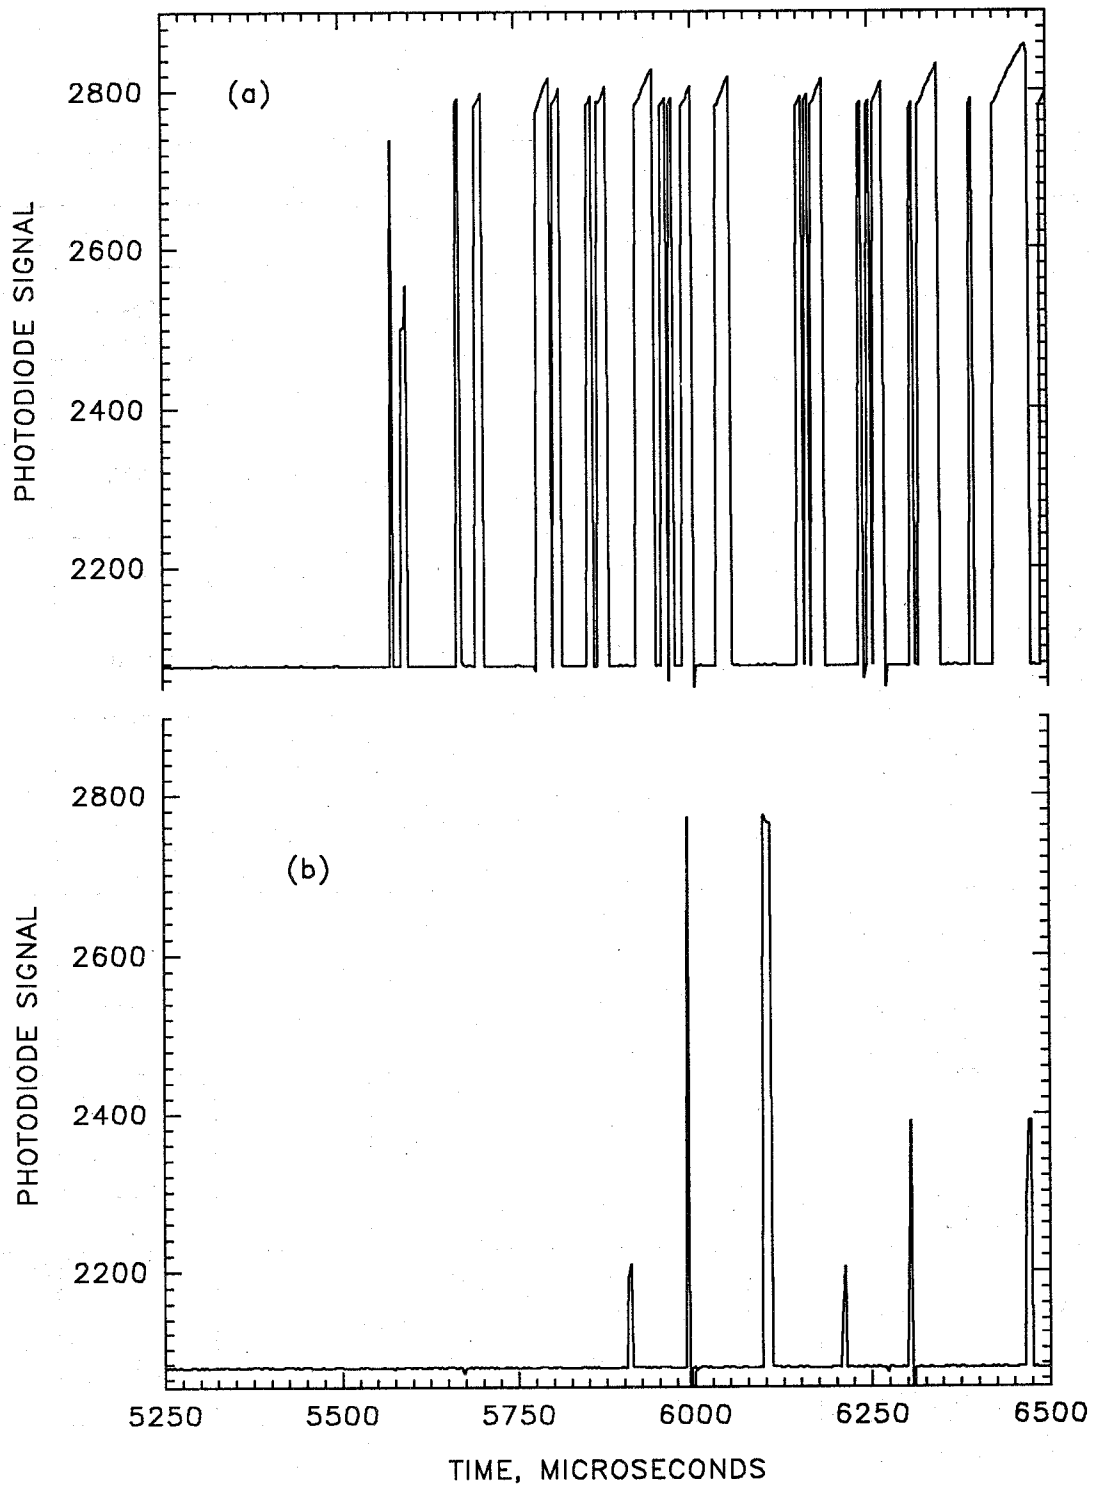 (a)
2800
2600
2400
2200
PHOTODIODE SIGNAL
(b)
2800
2600
2400
2200
PHOTODIODE SIGNAL
5250 5500 5750 6000 6250 6500
TIME, MICROSECONDS